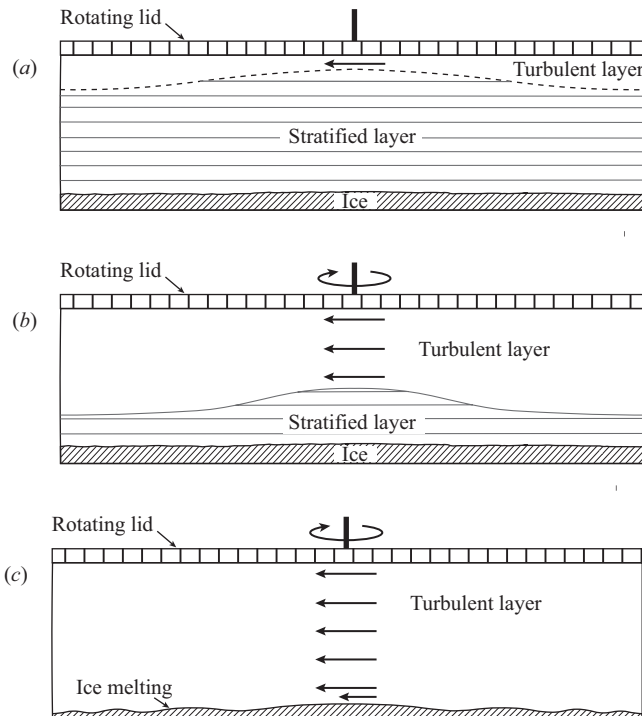 Rotating lid
(a)
Turbulent layer
Stratified layer
Ice
Rotating lid
(b)
Turbulent layer
Stratified layer
Ice
Rotating lid
(c)
Turbulent layer
Ice melting